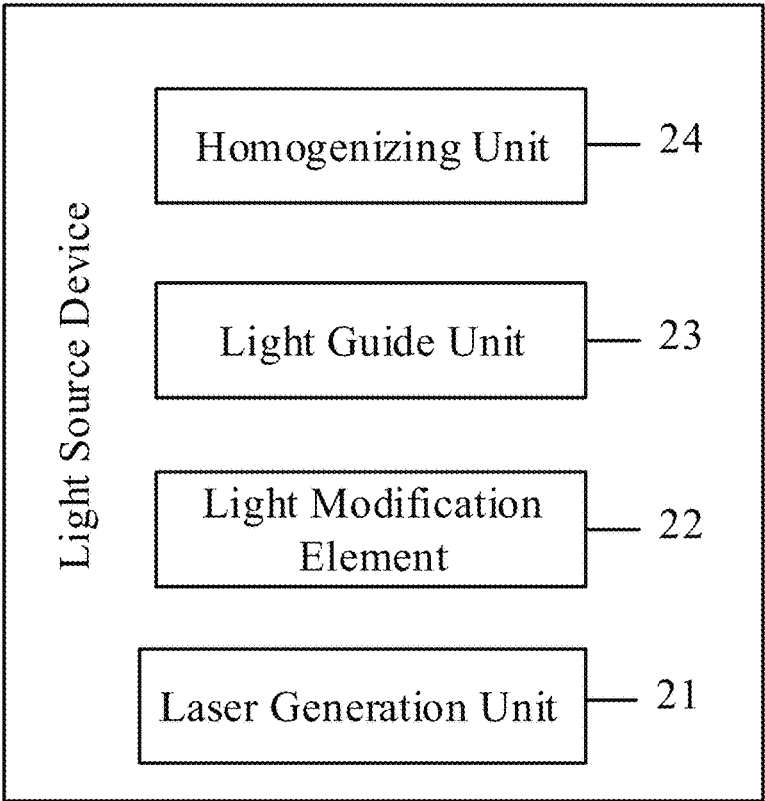 Light Source Device
Homogenizing Unit
24
Light Guide Unit
23
Light Modification
Element
22
Laser Generation Unit
21